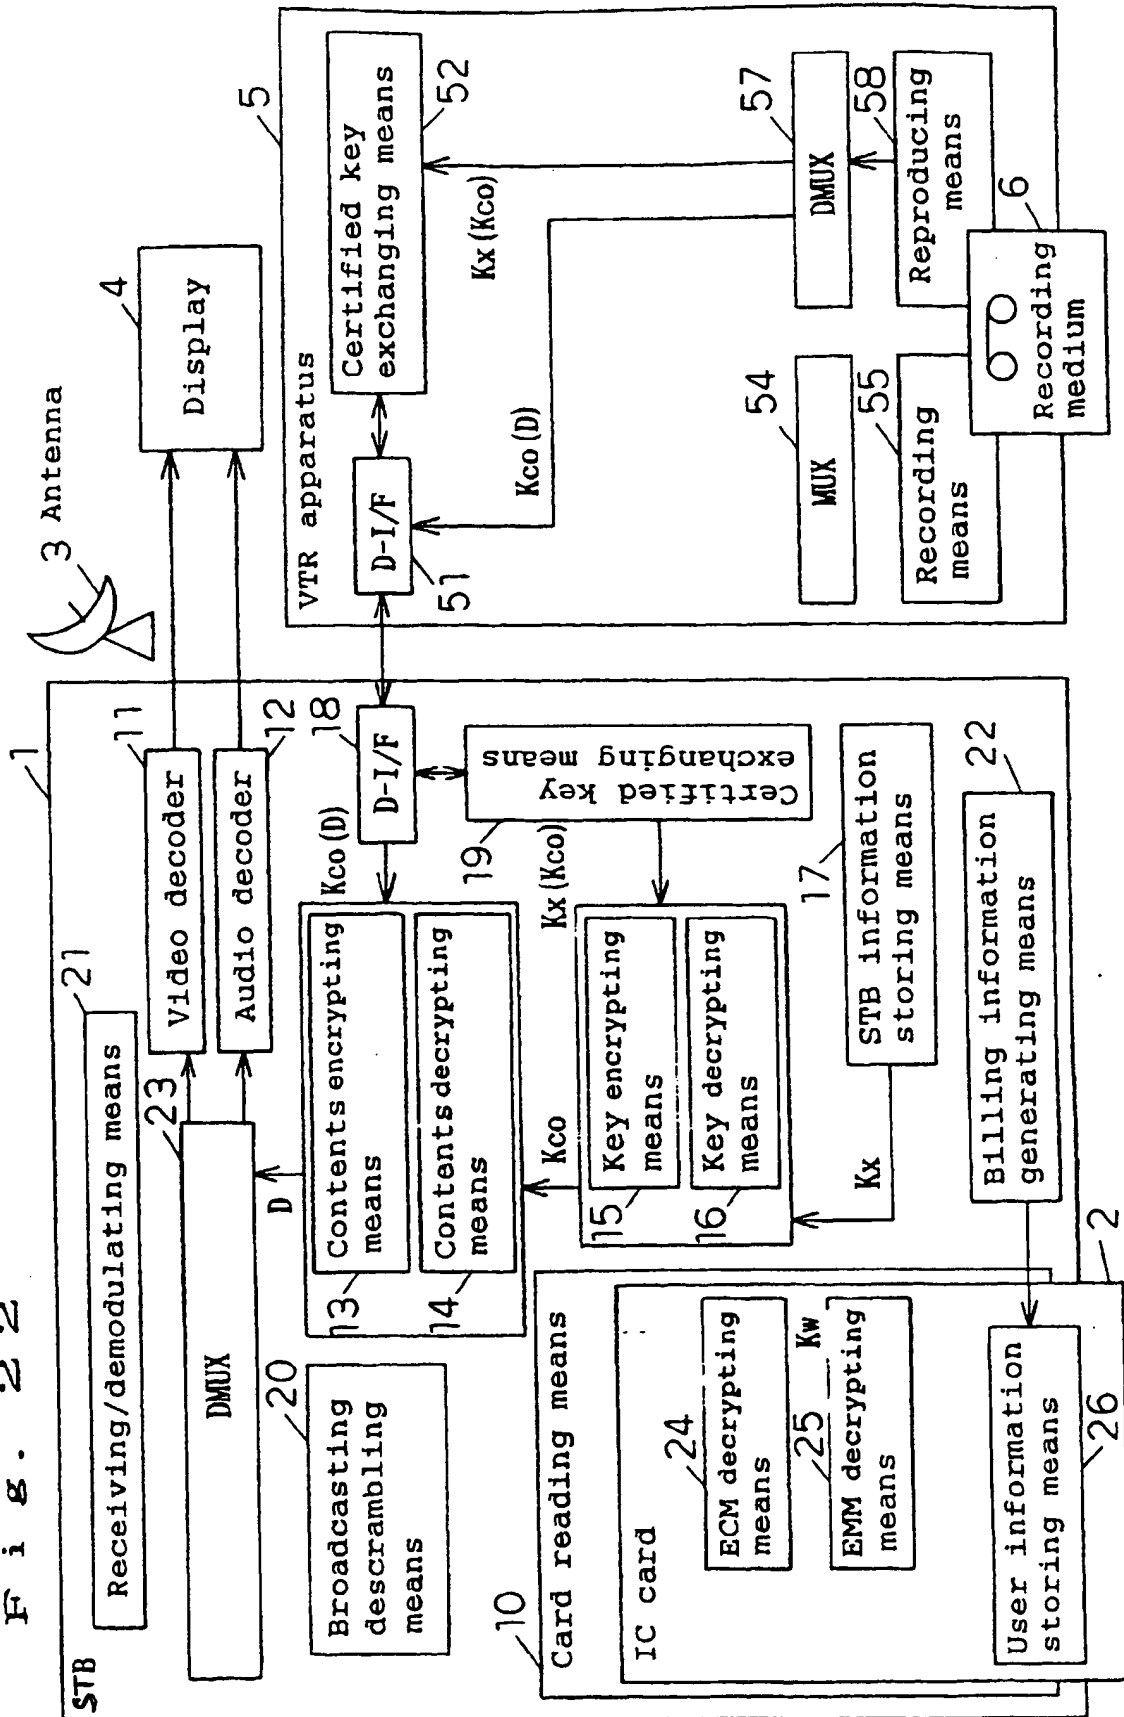 Fig. 22
3 Antenna
STB
1
Receiving/demodulating means
21
DMUX
23
Video decoder
11
Audio decoder
12
Display
4
Broadcasting
descrambling
means
20
D
Contents encrypting
means
13
Contents decrypting
means
14
Kco(D)
D-I/F
18
Certified key
exchanging means
19
Kx(Kco)
Kco
Key encrypting
means
15
Key decrypting
means
16
Kx
STB information
storing means
17
Billing information
generating means
22
Card reading means
10
IC card
2
ECM decrypting
means
24
Kw
EMM decrypting
means
25
User information
storing means
26
VTR apparatus
5
D-I/F
51
Certified key
exchanging means
52
Kx(Kco)
Kco(D)
MUX
54
DMUX
57
Recording
means
55
Reproducing
means
58
Recording
medium
6